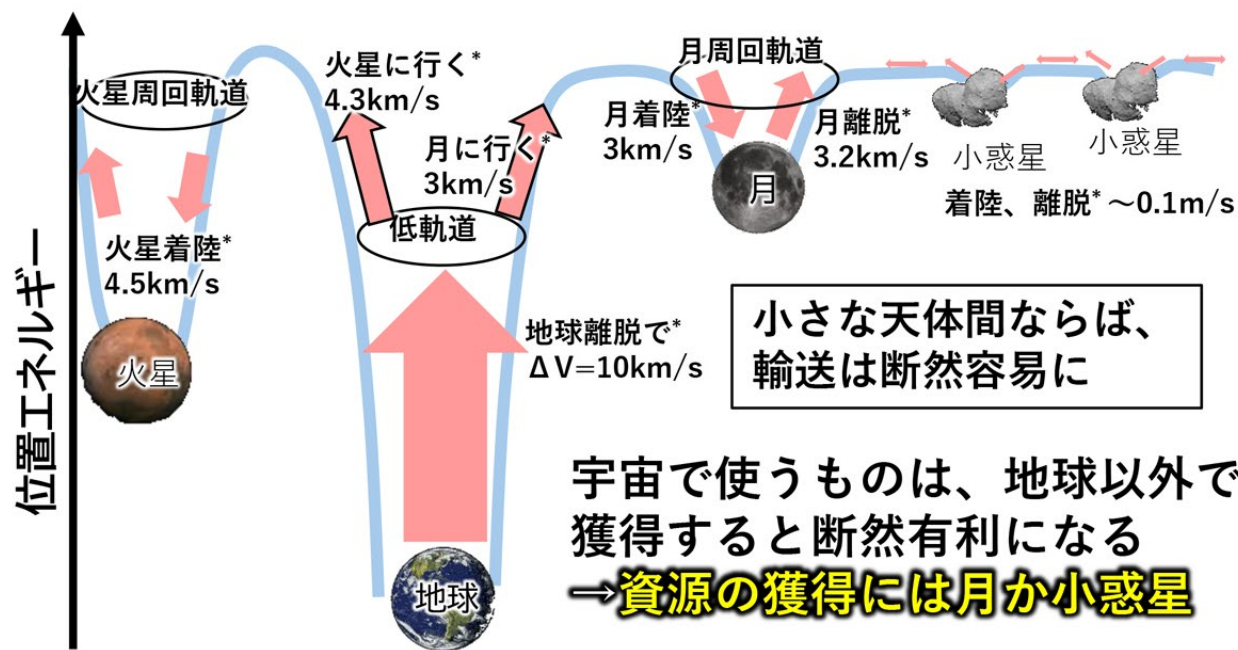 位置エネルギー
火星周回軌道
火星着陸*
4.5km/s
火星
火星に行く*
4.3km/s
月に行く*
3km/s
低軌道
地球離脱で*
ΔV=10km/s
地球
月周回軌道
月着陸*
3km/s
月離脱*
3.2km/s
月
小惑星
小惑星
着陸、離脱* ~0.1m/s
小さな天体間ならば、
輸送は断然容易に
宇宙で使うものは、地球以外で
獲得すると断然有利になる
→資源の獲得には月か小惑星